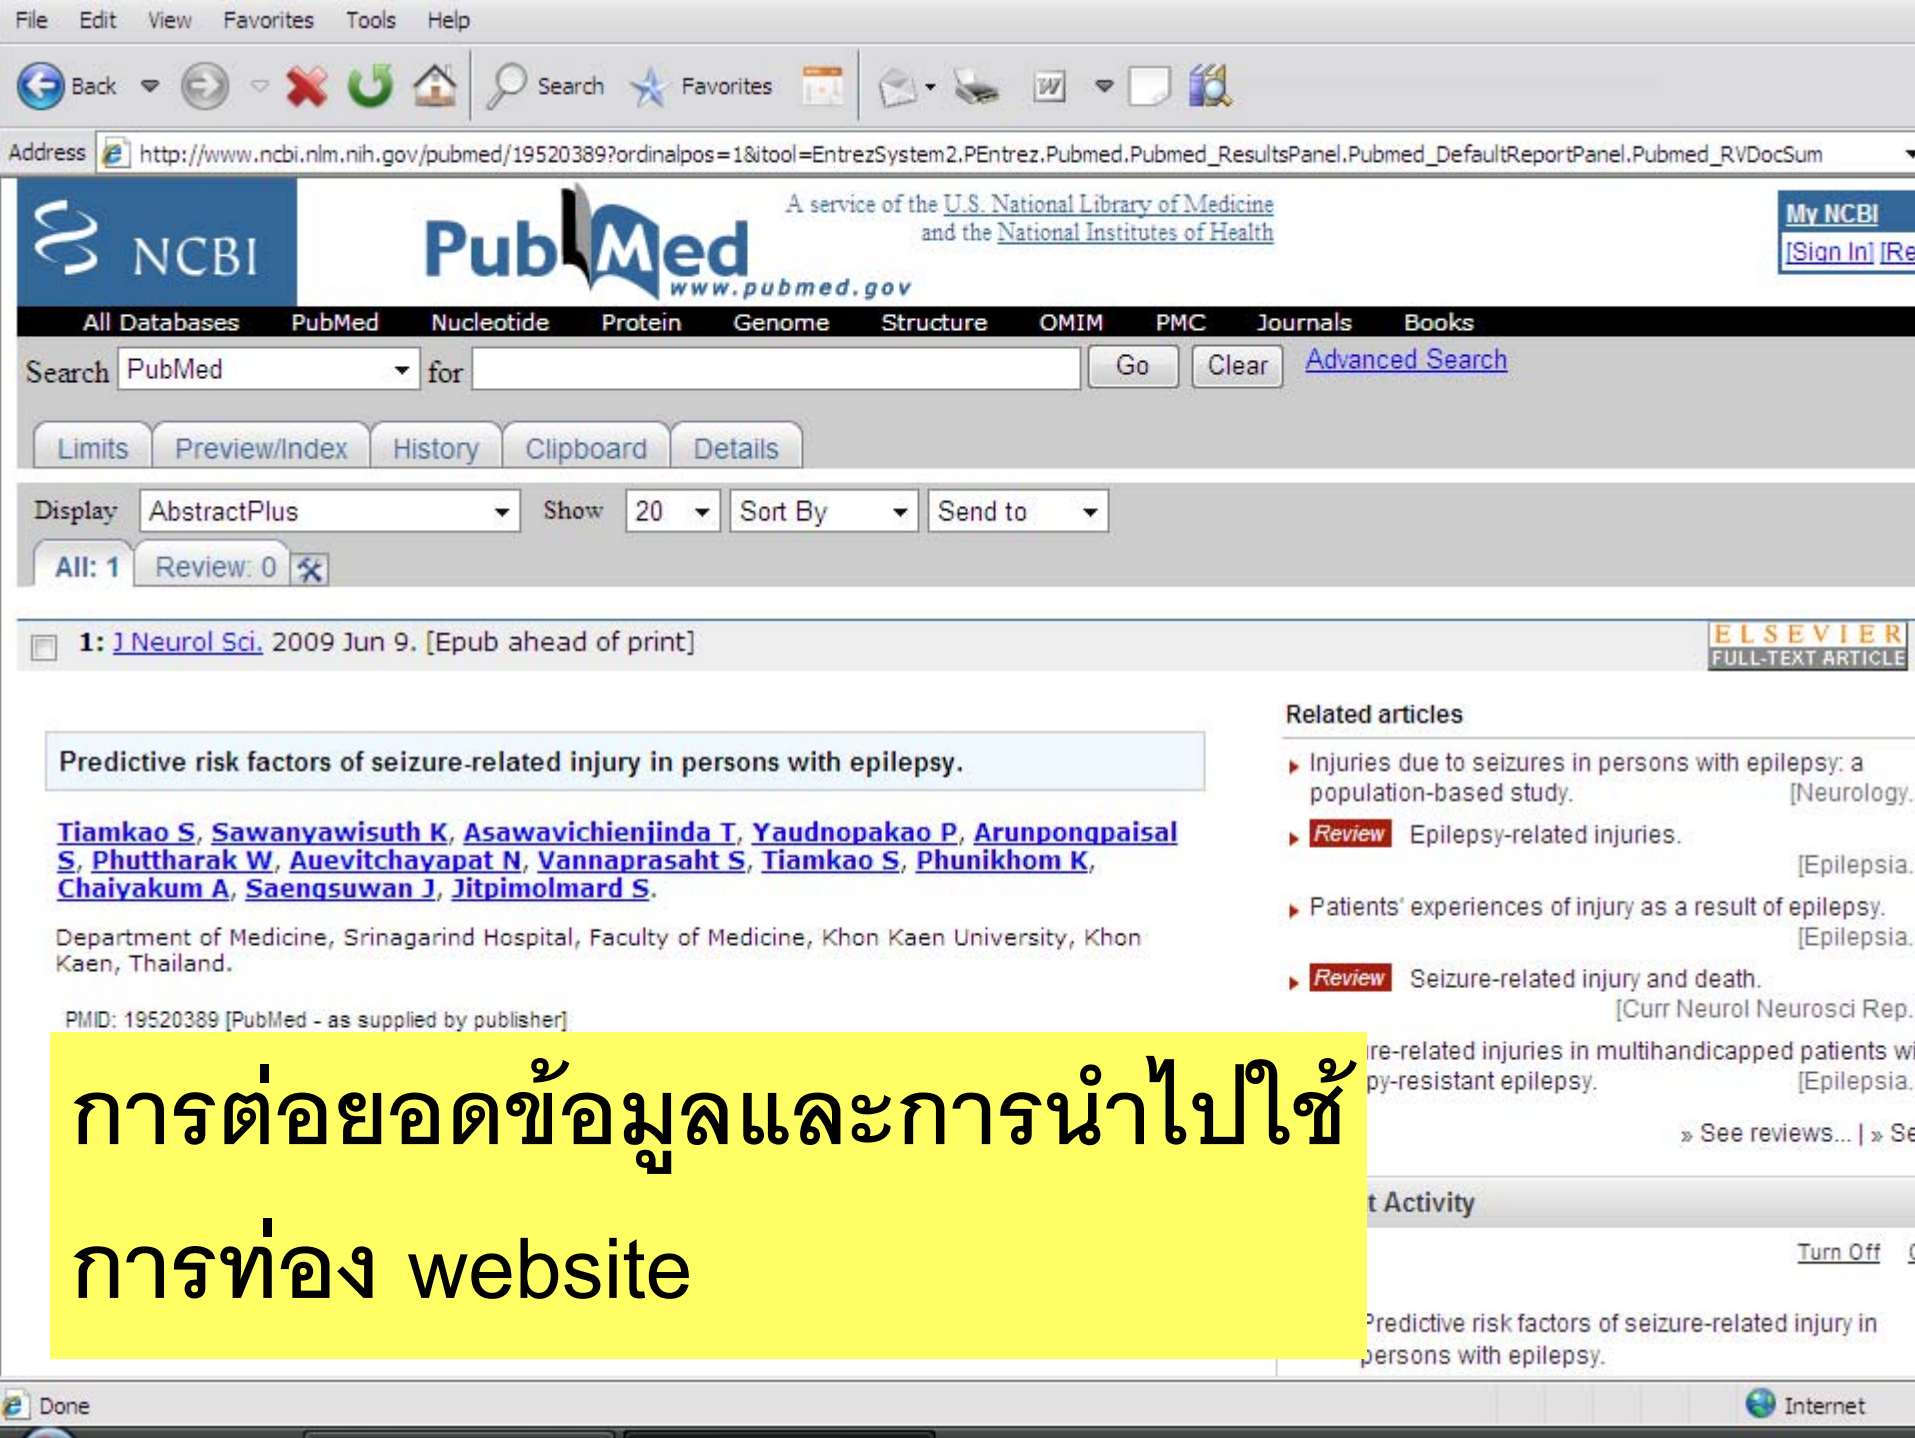 File Edit View Favorites Tools Help
Back Search Favorites
Address http://www.ncbi.nlm.nih.gov/pubmed/19520389?ordinalpos=1&itool=EntrezSystem2.PEntrez.Pubmed.Pubmed_ResultsPanel.Pubmed_DefaultReportPanel.Pubmed_RVDocSum
NCBI
PubMed
www.pubmed.gov
A service of the U.S. National Library of Medicine
and the National Institutes of Health
My NCBI
[Sign In] [Re
All Databases PubMed Nucleotide Protein Genome Structure OMIM PMC Journals Books
Search PubMed for Go Clear Advanced Search
Limits Preview/Index History Clipboard Details
Display AbstractPlus Show 20 Sort By Send to
All: 1 Review: 0
1: J Neurol Sci. 2009 Jun 9. [Epub ahead of print]
ELSEVIER
FULL-TEXT ARTICLE
Predictive risk factors of seizure-related injury in persons with epilepsy.
Tiamkao S, Sawanyawisuth K, Asawavichienjinda T, Yaudnopakao P, Arunpongpaisal
S, Phuttharak W, Auevitchayapat N, Vannaprasaht S, Tiamkao S, Phunikhom K,
Chaiyakum A, Saengsuwan J, Jitpimolmard S.
Department of Medicine, Srinagarind Hospital, Faculty of Medicine, Khon Kaen University, Khon
Kaen, Thailand.
PMID: 19520389 [PubMed - as supplied by publisher]
Related articles
Injuries due to seizures in persons with epilepsy: a
population-based study. [Neurology.
Review Epilepsy-related injuries.
[Epilepsia.
Patients' experiences of injury as a result of epilepsy.
[Epilepsia.
Review Seizure-related injury and death.
[Curr Neurol Neurosci Rep.
re-related injuries in multihandicapped patients wi
py-resistant epilepsy. [Epilepsia.
» See reviews... | » Se
t Activity
Turn Off
Predictive risk factors of seizure-related injury in
persons with epilepsy.
การต่อยอดข้อมูลและการนำไปใช้
การท่อง website
Done Internet